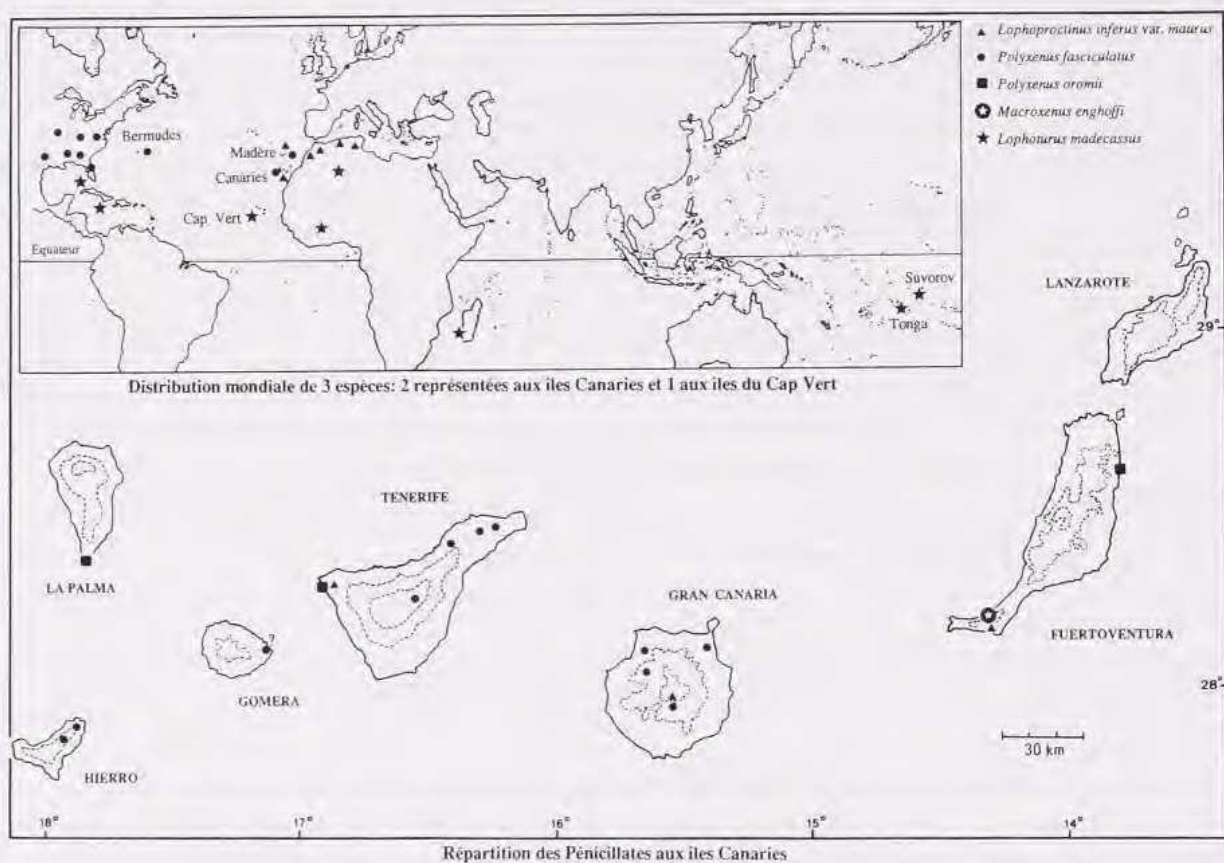 ▲ Lophoproctinus inferus var. maurus
● Polyxenus fasciculatus
■ Polyxenus oromii
✪ Macroxenus enghoffi
★ Lophoturus madecassus
Bermudes
Madère
Canaries
Cap. Vert
Equateur
Suvorov
Tonga
Distribution mondiale de 3 espèces: 2 représentées aux îles Canaries et 1 aux îles du Cap Vert
LANZAROTE
29°
TENERIFE
LA PALMA
GRAN CANARIA
FUERTOVENTURA
?
GOMERA
28°
30 km
HIERRO
18° 17° 16° 15° 14°
Répartition des Pénicillates aux îles Canaries